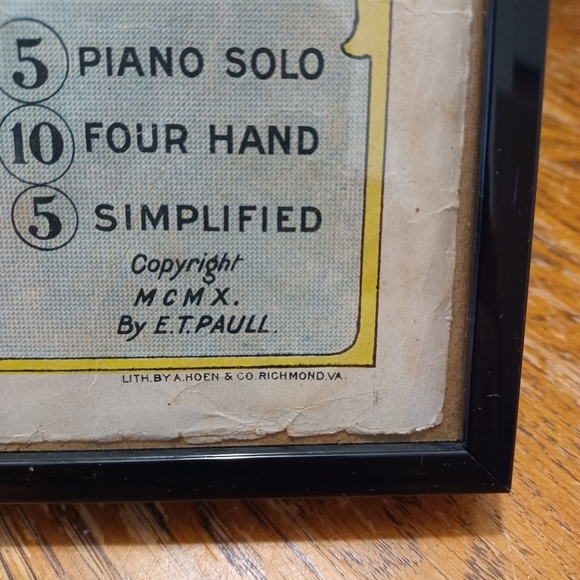 5 PIANO SOLO
10 FOUR HAND
5 SIMPLIFIED
Copyright
MCMX.
By E.T. PAULL.
LITH. BY A. HOEN & CO. RICHMOND. VA.